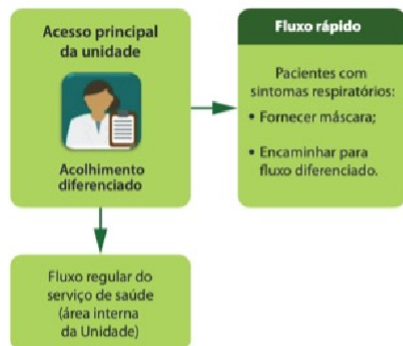 Acesso principal
da unidade
Acolhimento
diferenciado
Fluxo rápido
Pacientes com
sintomas respiratórios:
• Fornecer máscara;
• Encaminhar para
fluxo diferenciado.
Fluxo regular do
serviço de saúde
(área interna
da Unidade)